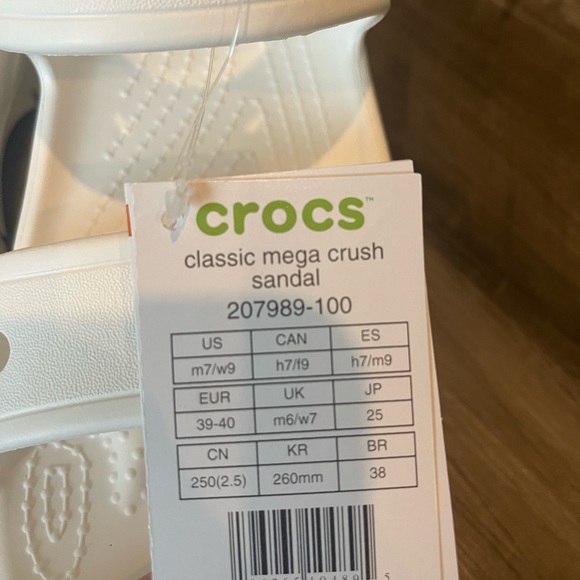 crocs™
classic mega crush
sandal
207989-100
US CAN ES
m7/w9 h7/f9 h7/m9
EUR UK JP
39-40 m6/w7 25
CN KR BR
250(2.5) 260mm 38